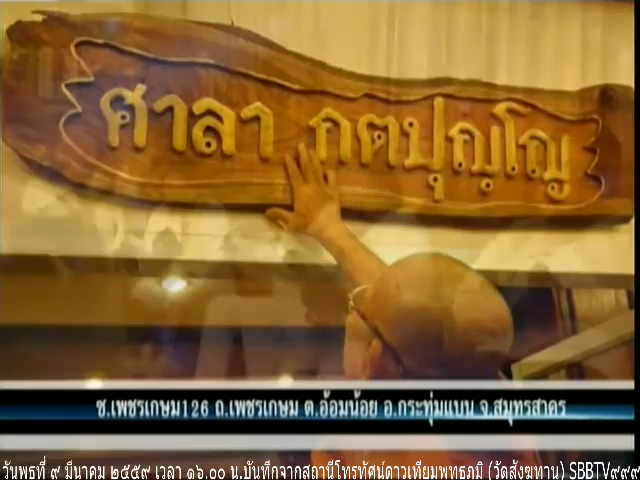 ศาลา กตปุญฺโญ
ซ.เพชรเกษม126 ถ.เพชรเกษม ต.อ้อมน้อย อ.กระทุ่มแบน จ.สมุทรสาคร
วันพุธที่ ๙ มีนาคม ๒๕๕๙ เวลา ๑๖.๐๐ น.บันทึกจากสถานีโทรทัศน์ดาวเทียมพุทธภูมิ (วัดสังฆทาน) SBBTV๙๙๙